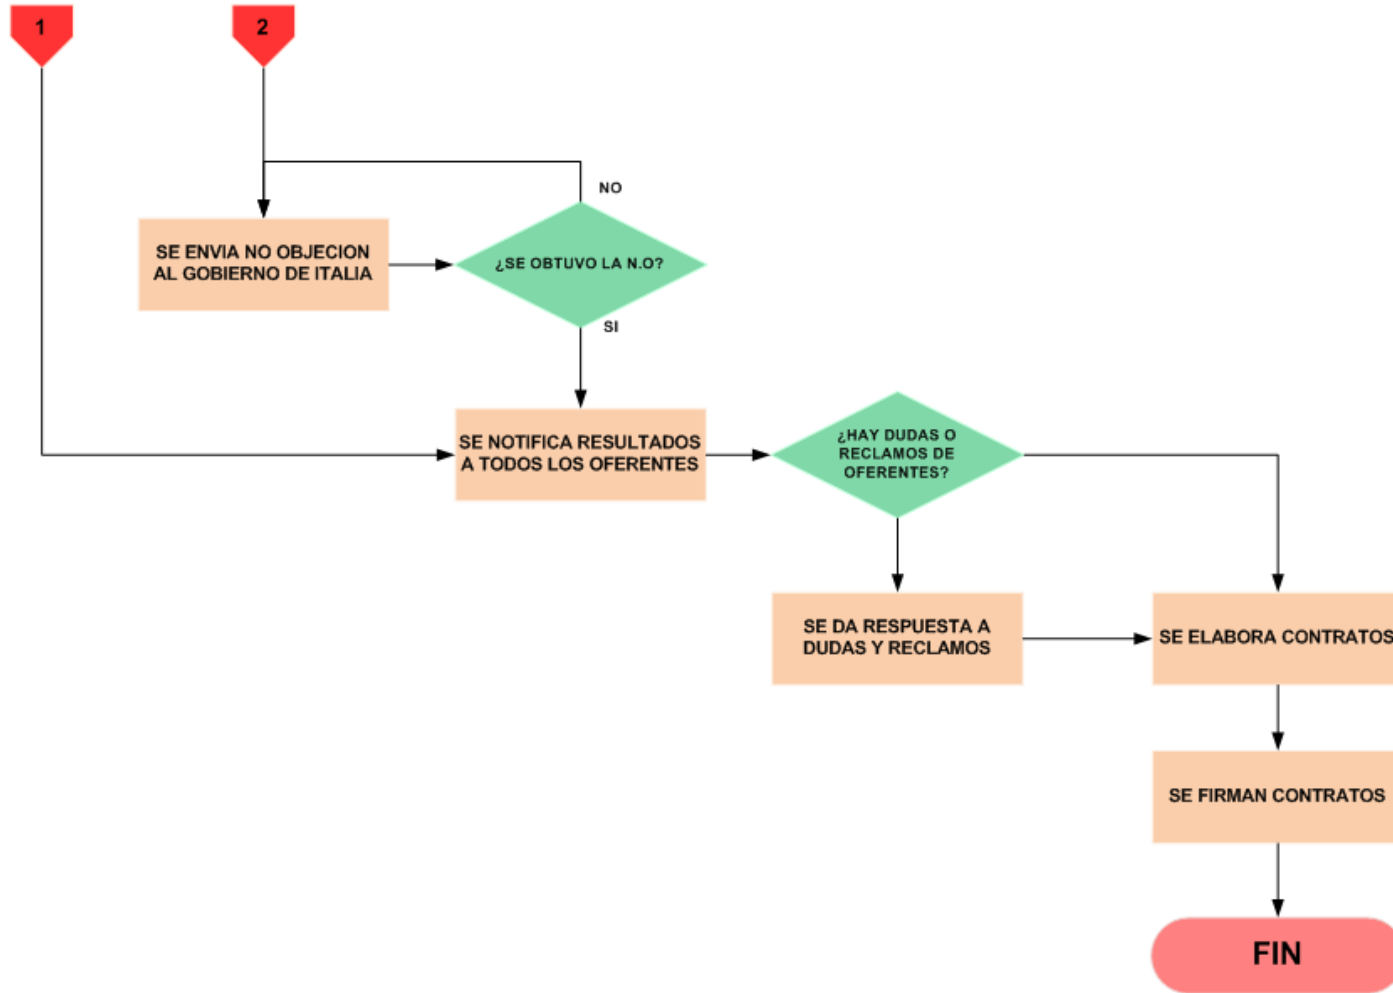 1
2
NO
SE ENVIA NO OBJECION
AL GOBIERNO DE ITALIA
¿SE OBTUVO LA N.O?
SI
SE NOTIFICA RESULTADOS
A TODOS LOS OFERENTES
¿HAY DUDAS O
RECLAMOS DE
OFERENTES?
SE DA RESPUESTA A
DUDAS Y RECLAMOS
SE ELABORA CONTRATOS
SE FIRMAN CONTRATOS
FIN